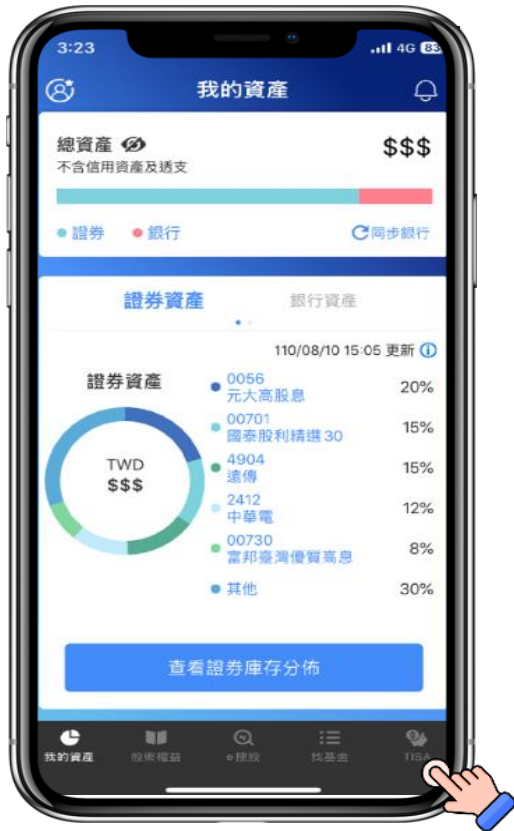 3:23
4G 83
我的資產
總資產
$$$
不含信用資產及透支
證券
銀行
同步銀行
證券資產
銀行資產
110/08/10 15:05 更新
證券資產
TWD
$$$
0056
元大高股息
20%
00701
國泰股利精選30
15%
4904
遠傳
15%
2412
中華電
12%
00730
富邦臺灣優質高息
8%
其他
30%
查看證券庫存分佈
我的資產
股東權益
e搜股
找基金
TISA